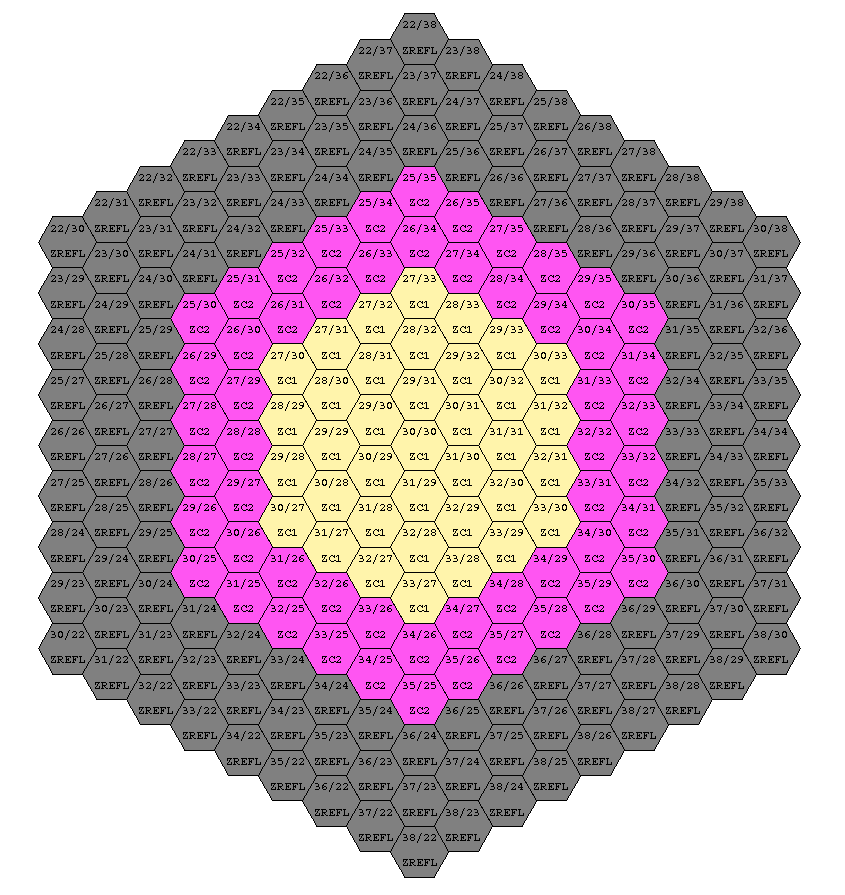 22/38
22/37 ZREFL 23/38
22/36 ZREFL 23/37 ZREFL 24/38
22/35 ZREFL 23/36 ZREFL 24/37 ZREFL 25/38
22/34 ZREFL 23/35 ZREFL 24/36 ZREFL 25/37 ZREFL 26/38
22/33 ZREFL 23/34 ZREFL 24/35 ZREFL 25/36 ZREFL 26/37 ZREFL 27/38
22/32 ZREFL 23/33 ZREFL 24/34 ZREFL 25/35 ZREFL 26/36 ZREFL 27/37 ZREFL 28/38
22/31 ZREFL 23/32 ZREFL 24/33 ZREFL 25/34 ZC2 26/35 ZREFL 27/36 ZREFL 28/37 ZREFL 29/38
22/30 ZREFL 23/31 ZREFL 24/32 ZREFL 25/33 ZC2 26/34 ZC2 27/35 ZREFL 28/36 ZREFL 29/37 ZREFL 30/38
ZREFL 23/30 ZREFL 24/31 ZREFL 25/32 ZC2 26/33 ZC2 27/34 ZC2 28/35 ZREFL 29/36 ZREFL 30/37 ZREFL
23/29 ZREFL 24/30 ZREFL 25/31 ZC2 26/32 ZC2 27/33 ZC2 28/34 ZC2 29/35 ZREFL 30/36 ZREFL 31/37
ZREFL 24/29 ZREFL 25/30 ZC2 26/31 ZC2 27/32 ZC1 28/33 ZC2 29/34 ZC2 30/35 ZREFL 31/36 ZREFL
24/28 ZREFL 25/29 ZC2 26/30 ZC2 27/31 ZC1 28/32 ZC1 29/33 ZC2 30/34 ZC2 31/35 ZREFL 32/36
ZREFL 25/28 ZREFL 26/29 ZC2 27/30 ZC1 28/31 ZC1 29/32 ZC1 30/33 ZC2 31/34 ZREFL 32/35 ZREFL
25/27 ZREFL 26/28 ZC2 27/29 ZC1 28/30 ZC1 29/31 ZC1 30/32 ZC1 31/33 ZC2 32/34 ZREFL 33/35
ZREFL 26/27 ZREFL 27/28 ZC2 28/29 ZC1 29/30 ZC1 30/31 ZC1 31/32 ZC2 32/33 ZREFL 33/34 ZREFL
26/26 ZREFL 27/27 ZC2 28/28 ZC1 29/29 ZC1 30/30 ZC1 31/31 ZC1 32/32 ZC2 33/33 ZREFL 34/34
ZREFL 27/26 ZREFL 28/27 ZC2 29/28 ZC1 30/29 ZC1 31/30 ZC1 32/31 ZC2 33/32 ZREFL 34/33 ZREFL
27/25 ZREFL 28/26 ZC2 29/27 ZC1 30/28 ZC1 31/29 ZC1 32/30 ZC1 33/31 ZC2 34/32 ZREFL 35/33
ZREFL 28/25 ZREFL 29/26 ZC2 30/27 ZC1 31/28 ZC1 32/29 ZC1 33/30 ZC2 34/31 ZREFL 35/32 ZREFL
28/24 ZREFL 29/25 ZC2 30/26 ZC1 31/27 ZC1 32/28 ZC1 33/29 ZC1 34/30 ZC2 35/31 ZREFL 36/32
ZREFL 29/24 ZREFL 30/25 ZC2 31/26 ZC1 32/27 ZC1 33/28 ZC1 34/29 ZC2 35/30 ZREFL 36/31 ZREFL
29/23 ZREFL 30/24 ZC2 31/25 ZC2 32/26 ZC1 33/27 ZC1 34/28 ZC2 35/29 ZC2 36/30 ZREFL 37/31
ZREFL 30/23 ZREFL 31/24 ZC2 32/25 ZC2 33/26 ZC1 34/27 ZC2 35/28 ZC2 36/29 ZREFL 37/30 ZREFL
30/22 ZREFL 31/23 ZREFL 32/24 ZC2 33/25 ZC2 34/26 ZC2 35/27 ZC2 36/28 ZREFL 37/29 ZREFL 38/30
ZREFL 31/22 ZREFL 32/23 ZREFL 33/24 ZC2 34/25 ZC2 35/26 ZC2 36/27 ZREFL 37/28 ZREFL 38/29 ZREFL
ZREFL 32/22 ZREFL 33/23 ZREFL 34/24 ZC2 35/25 ZC2 36/26 ZREFL 37/27 ZREFL 38/28 ZREFL
ZREFL 33/22 ZREFL 34/23 ZREFL 35/24 ZC2 36/25 ZREFL 37/26 ZREFL 38/27 ZREFL
ZREFL 34/22 ZREFL 35/23 ZREFL 36/24 ZREFL 37/25 ZREFL 38/26 ZREFL
ZREFL 35/22 ZREFL 36/23 ZREFL 37/24 ZREFL 38/25 ZREFL
ZREFL 36/22 ZREFL 37/23 ZREFL 38/24 ZREFL
ZREFL 37/22 ZREFL 38/23 ZREFL
ZREFL 38/22 ZREFL
ZREFL